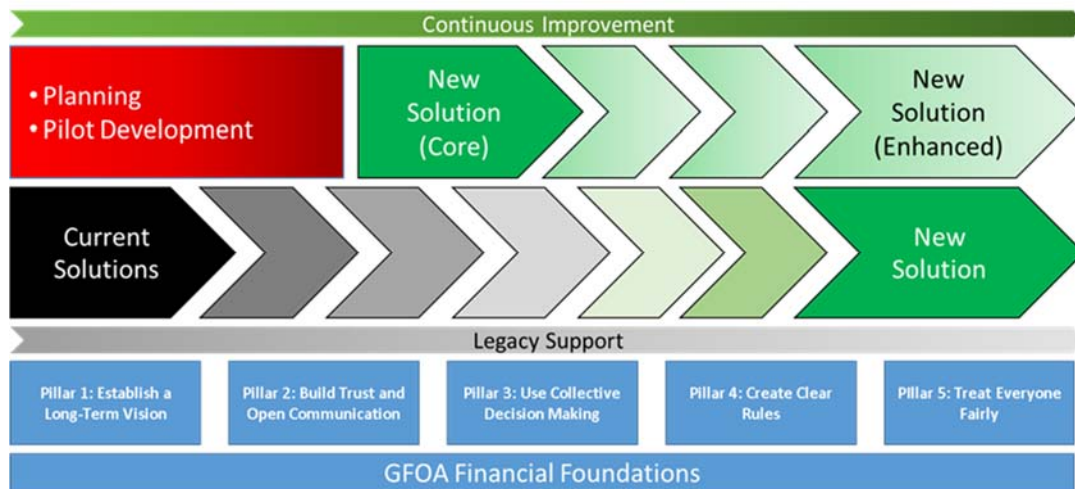 Continuous Improvement
• Planning
• Pilot Development
New
Solution
(Core)
New
Solution
(Enhanced)
Current
Solutions
New
Solution
Legacy Support
Pillar 1: Establish a
Long-Term Vision
Pillar 2: Build Trust and
Open Communication
Pillar 3: Use Collective
Decision Making
Pillar 4: Create Clear
Rules
Pillar 5: Treat Everyone
Fairly
GFOA Financial Foundations